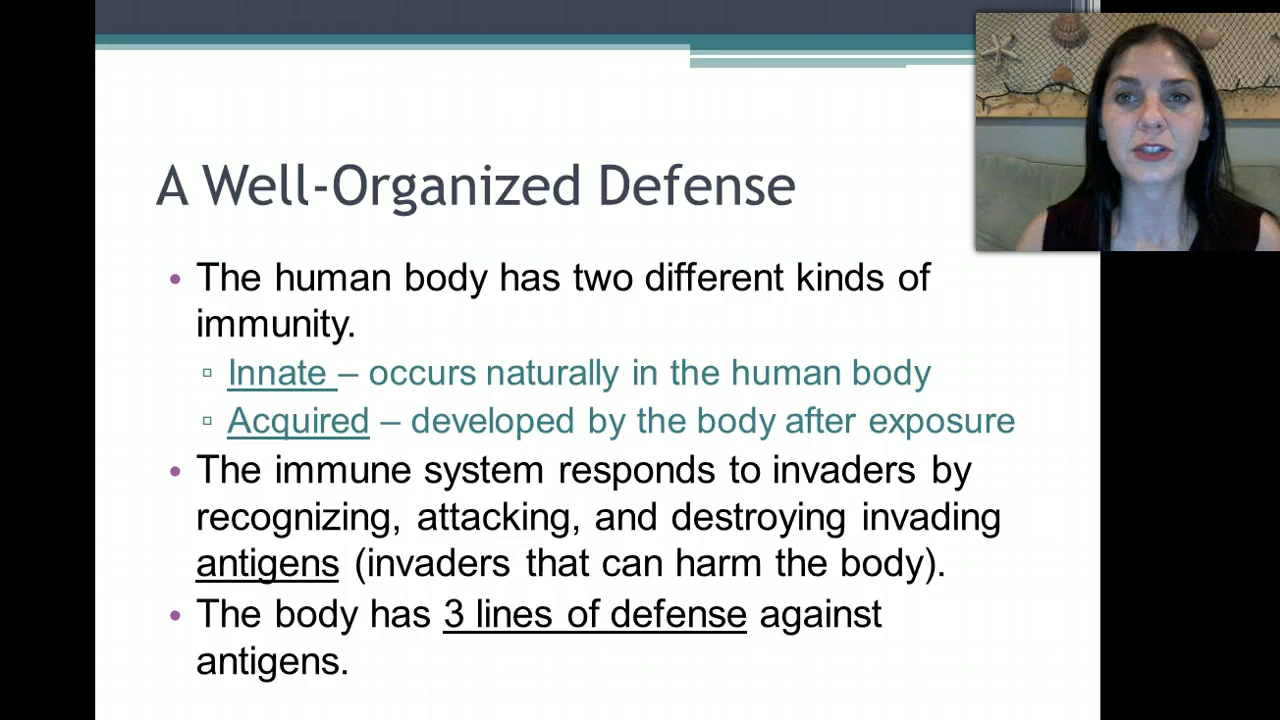 A Well-Organized Defense
• The human body has two different kinds of
immunity.
▫ Innate – occurs naturally in the human body
▫ Acquired – developed by the body after exposure
• The immune system responds to invaders by
recognizing, attacking, and destroying invading
antigens (invaders that can harm the body).
• The body has 3 lines of defense against
antigens.